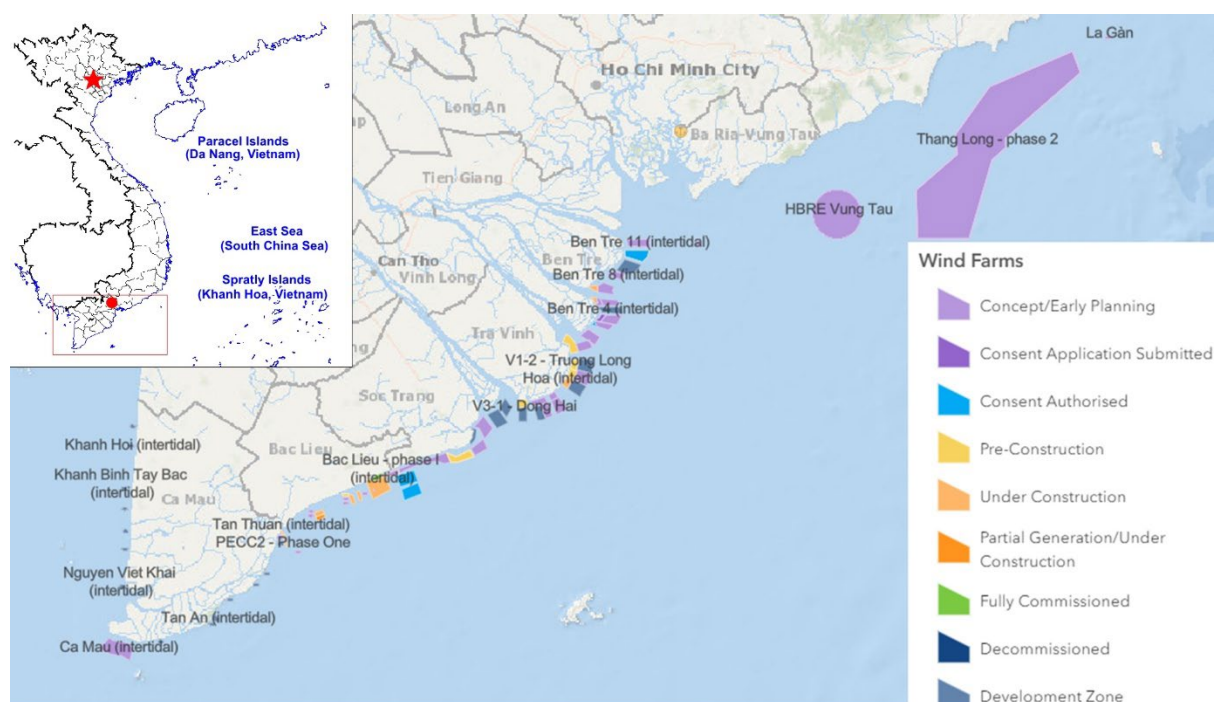 Paracel Islands
(Da Nang, Vietnam)
East Sea
(South China Sea)
Spratly Islands
(Khanh Hoa, Vietnam)
La Gàn
Ho Chi Minh City
Long An
Ba Ria-Vung Tau
Thang Long - phase 2
Tien Giang
HBRE Vung Tau
Ben Tre 11 (intertidal)
Can Tho
Ben Tre
Vinh Long
Ben Tre 8 (intertidal)
Ben Tre 4 (intertidal)
Tra Vinh
V1-2 - Truong Long
Hoa (intertidal)
Soc Trang
V3-1 - Dong Hai
Khanh Hoi (intertidal)
Bac Lieu
Bac Lieu - phase I
(intertidal)
Khanh Binh Tay Bac
(intertidal)
Ca Mau
Tan Thuan (intertidal)
PECC2 - Phase One
Nguyen Viet Khai
(intertidal)
Tan An (intertidal)
Ca Mau (intertidal)
Wind Farms
Concept/Early Planning
Consent Application Submitted
Consent Authorised
Pre-Construction
Under Construction
Partial Generation/Under
Construction
Fully Commissioned
Decommissioned
Development Zone